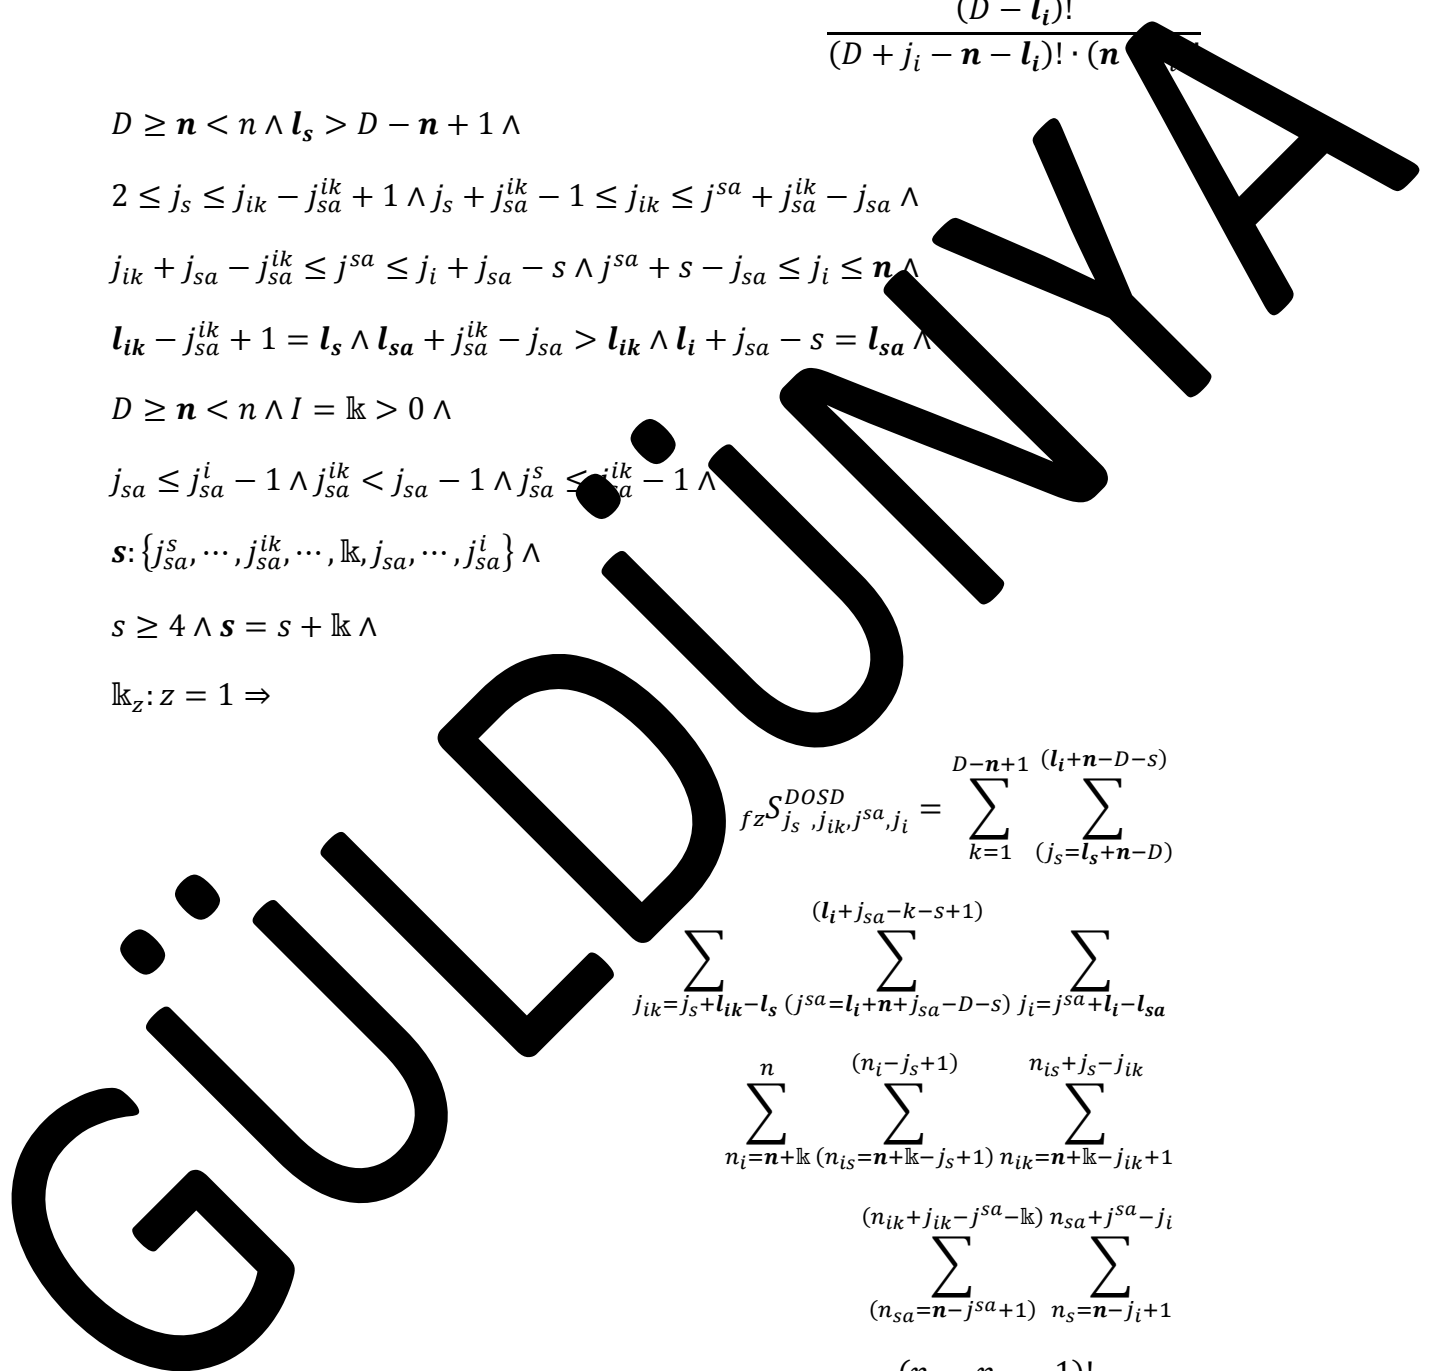 (D − l_i)!
(D + j_i − n − l_i)! · (n
D ≥ n < n ∧ l_s > D − n + 1 ∧
2 ≤ j_s ≤ j_ik − j_sa^ik + 1 ∧ j_s + j_sa^ik − 1 ≤ j_ik ≤ j^sa + j_sa^ik − j_sa ∧
j_ik + j_sa − j_sa^ik ≤ j^sa ≤ j_i + j_sa − s ∧ j^sa + s − j_sa ≤ j_i ≤ n ∧
l_ik − j_sa^ik + 1 = l_s ∧ l_sa + j_sa^ik − j_sa > l_ik ∧ l_i + j_sa − s = l_sa ∧
D ≥ n < n ∧ I = 𝕜 > 0 ∧
j_sa ≤ j_sa^i − 1 ∧ j_sa^ik < j_sa − 1 ∧ j_sa^s ≤ j_sa^ik − 1 ∧
s: {j_sa^s, ⋯, j_sa^ik, ⋯, 𝕜, j_sa, ⋯, j_sa^i} ∧
s ≥ 4 ∧ s = s + 𝕜 ∧
𝕜_z: z = 1 ⇒
D−n+1 (l_i+n−D−s)
fzS^DOSD_j_s ,j_ik,j^sa,j_i = ∑ ∑
k=1 (j_s=l_s+n−D)
(l_i+j_sa−k−s+1)
∑ ∑ ∑
j_ik=j_s+l_ik−l_s (j^sa=l_i+n+j_sa−D−s) j_i=j^sa+l_i−l_sa
n (n_i−j_s+1) n_is+j_s−j_ik
∑ ∑ ∑
n_i=n+𝕜 (n_is=n+𝕜−j_s+1) n_ik=n+𝕜−j_ik+1
(n_ik+j_ik−j^sa−𝕜) n_sa+j^sa−j_i
∑ ∑
(n_sa=n−j^sa+1) n_s=n−j_i+1
GÜLDÜNYA